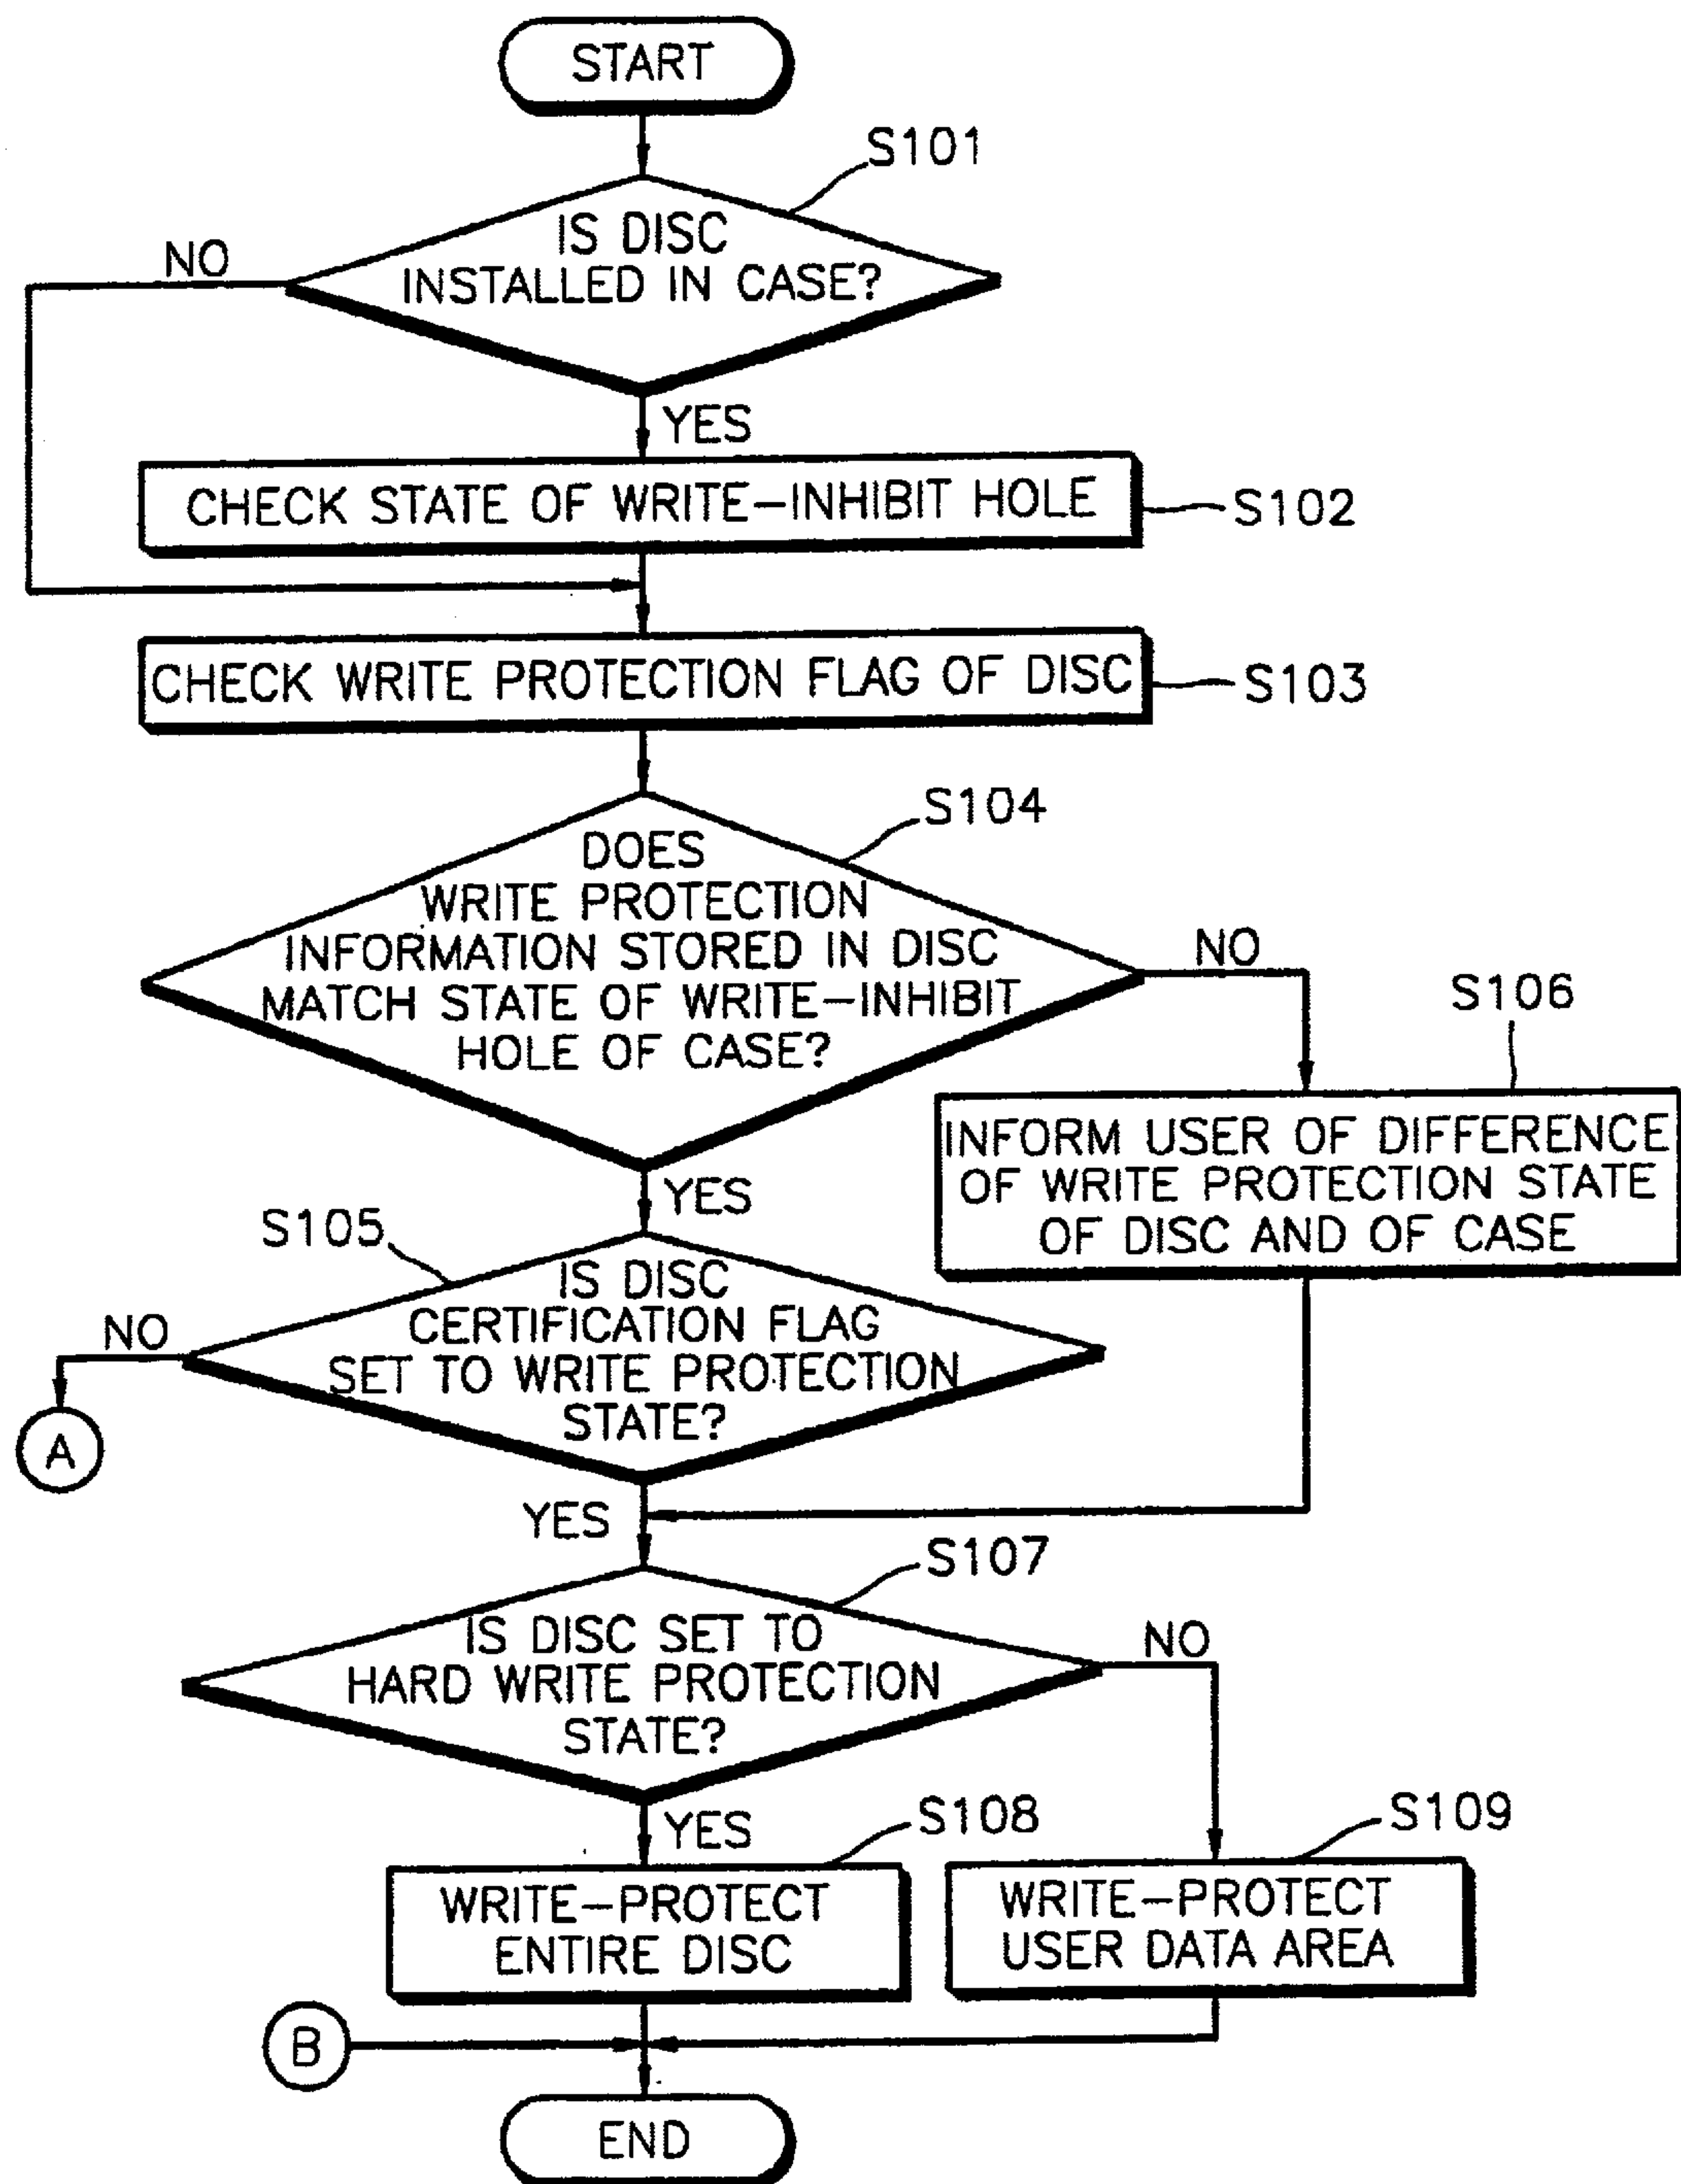 START
S101
IS DISC
INSTALLED IN CASE?
NO
YES
CHECK STATE OF WRITE-INHIBIT HOLE
S102
CHECK WRITE PROTECTION FLAG OF DISC
S103
S104
DOES
WRITE PROTECTION
INFORMATION STORED IN DISC
MATCH STATE OF WRITE-INHIBIT
HOLE OF CASE?
NO
S106
INFORM USER OF DIFFERENCE
OF WRITE PROTECTION STATE
OF DISC AND OF CASE
YES
S105
IS DISC
CERTIFICATION FLAG
SET TO WRITE PROTECTION
STATE?
NO
A
YES
S107
IS DISC SET TO
HARD WRITE PROTECTION
STATE?
NO
YES
S108
S109
WRITE-PROTECT
ENTIRE DISC
WRITE-PROTECT
USER DATA AREA
B
END